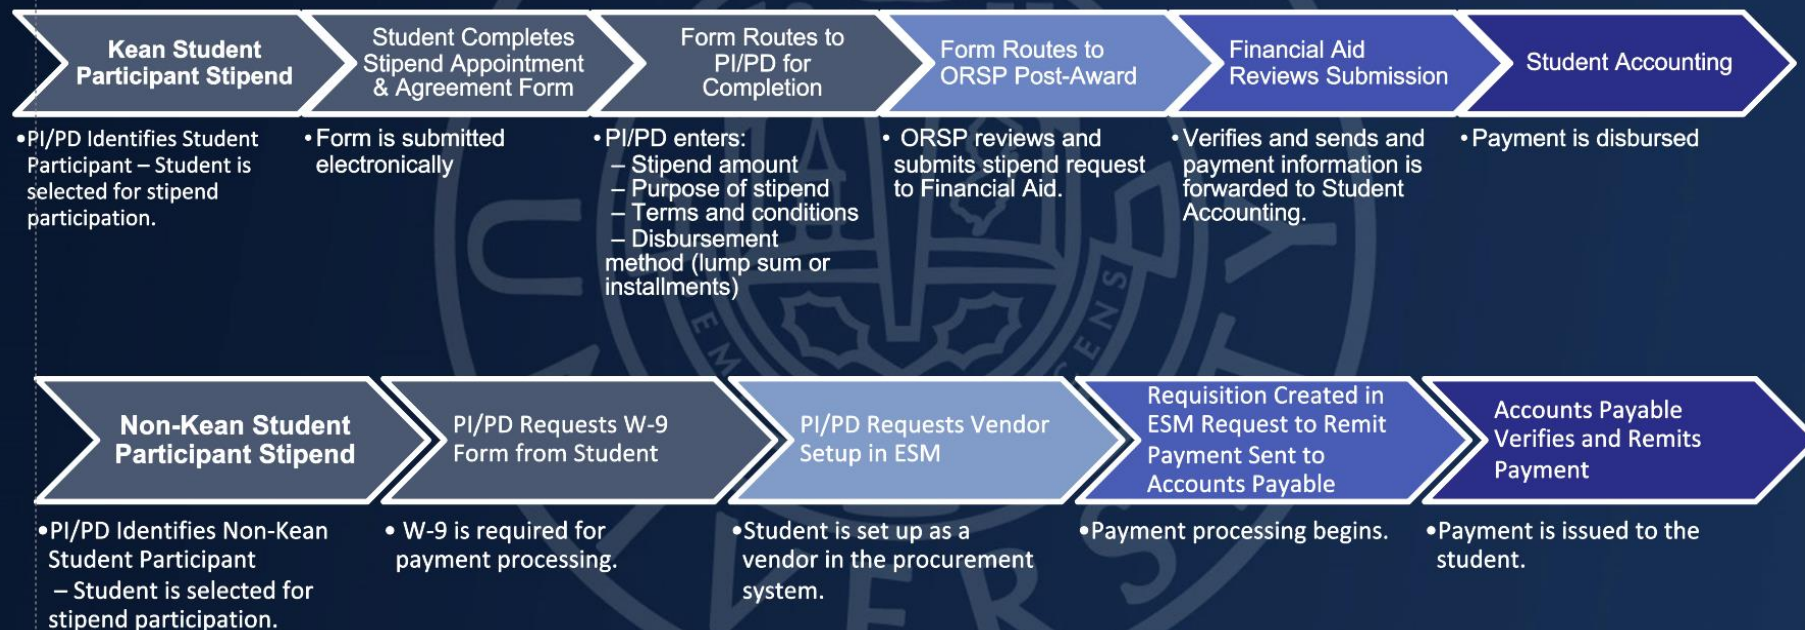 Kean Student
Participant Stipend
Student Completes
Stipend Appointment
& Agreement Form
Form Routes to
PI/PD for
Completion
Form Routes to
ORSP Post-Award
Financial Aid
Reviews Submission
Student Accounting
•PI/PD Identifies Student
Participant – Student is
selected for stipend
participation.
• Form is submitted
electronically
• PI/PD enters:
– Stipend amount
– Purpose of stipend
– Terms and conditions
– Disbursement
method (lump sum or
installments)
• ORSP reviews and
submits stipend request
to Financial Aid.
• Verifies and sends and
payment information is
forwarded to Student
Accounting.
• Payment is disbursed
Non-Kean Student
Participant Stipend
PI/PD Requests W-9
Form from Student
PI/PD Requests Vendor
Setup in ESM
Requisition Created in
ESM Request to Remit
Payment Sent to
Accounts Payable
Accounts Payable
Verifies and Remits
Payment
•PI/PD Identifies Non-Kean
Student Participant
– Student is selected for
stipend participation.
• W-9 is required for
payment processing.
•Student is set up as a
vendor in the procurement
system.
•Payment processing begins.
•Payment is issued to the
student.